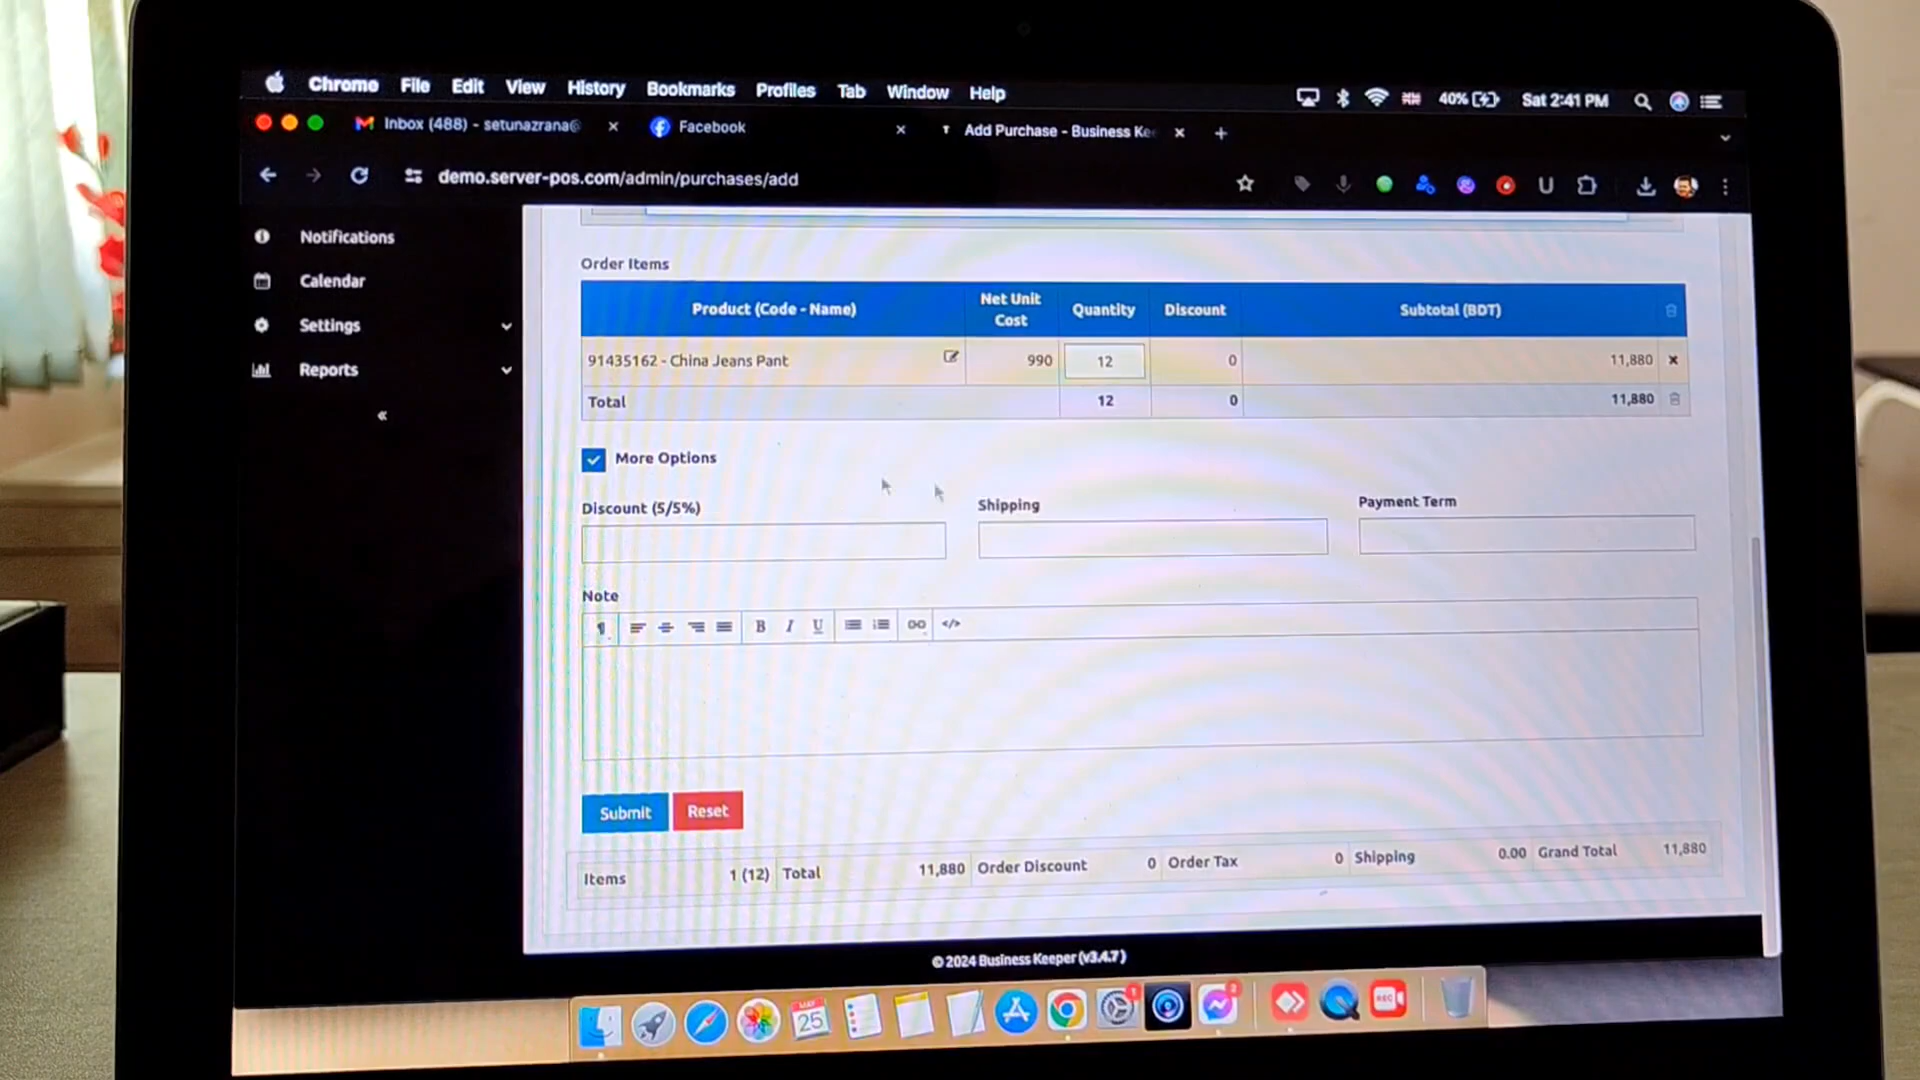 Chrome File Edit View History Bookmarks Profiles Tab Window Help 40% Sat 2:41 PM
Inbox (488) - setunazrana@ Facebook Add Purchase - Business Ke
demo.server-pos.com/admin/purchases/add
Notifications
Calendar
Settings
Reports
Order Items
Product (Code - Name) Net Unit Cost Quantity Discount Subtotal (BDT)
91435162 - China Jeans Pant 990 12 0 11,880
Total 12 0 11,880
More Options
Discount (5/5%) Shipping Payment Term
Note
B I U
Submit Reset
Items 1 (12) Total 11,880 Order Discount 0 Order Tax 0 Shipping 0.00 Grand Total 11,880
© 2024 Business Keeper (v3.4.7)
MAY
25
1
2
REC